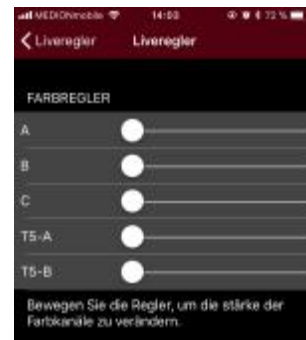 MEDIONmobile 14:03 72 %
Liveregler Liveregler
FARBREGLER
A
B
C
T5-A
T5-B
Bewegen Sie die Regler, um die stärke der
Farbkanäle zu verändern.